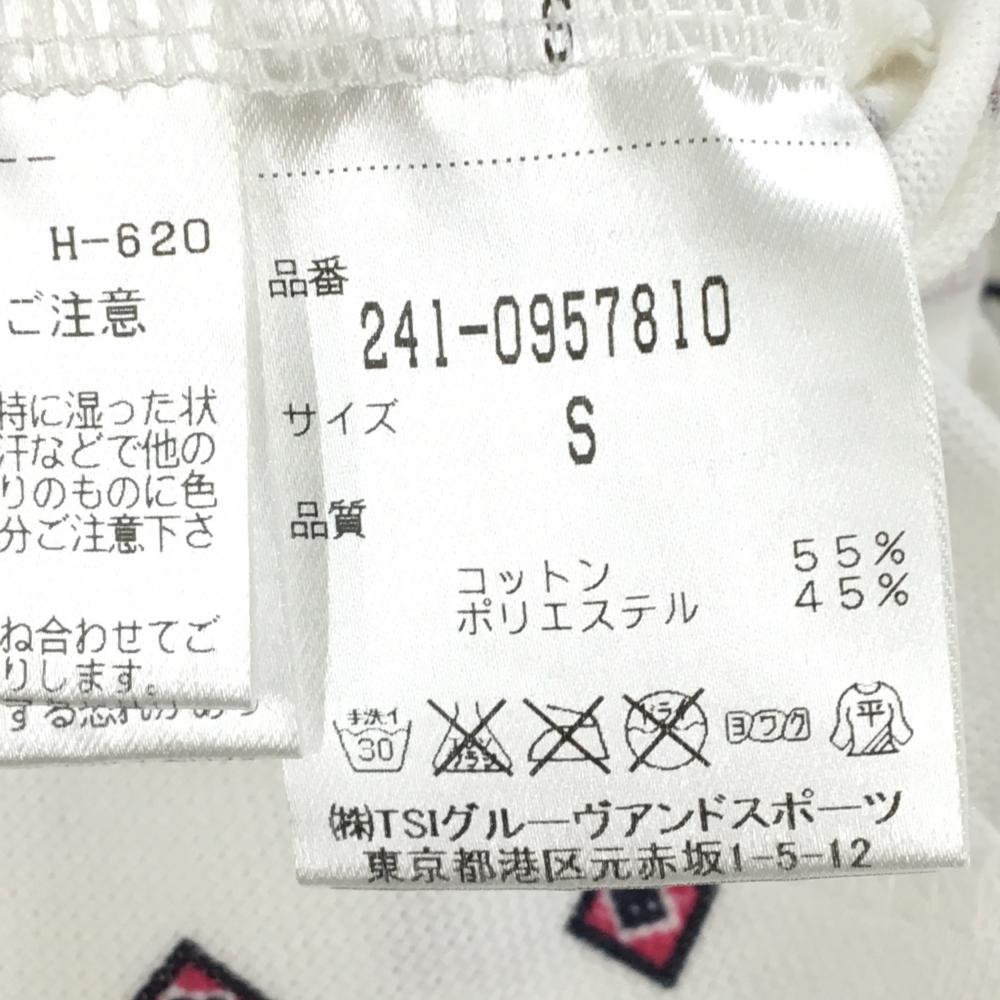 H-620
ご注意
特に湿った状
汗などで他の
りのものに色
分ご注意下さ
ね合わせてご
りします。
品番
241-0957810
サイズ
S
品質
コットン 55%
ポリエステル 45%
手洗イ
30
ドライ
ヨワク
平
㈱TSIグルーヴアンドスポーツ
東京都港区元赤坂1-5-12